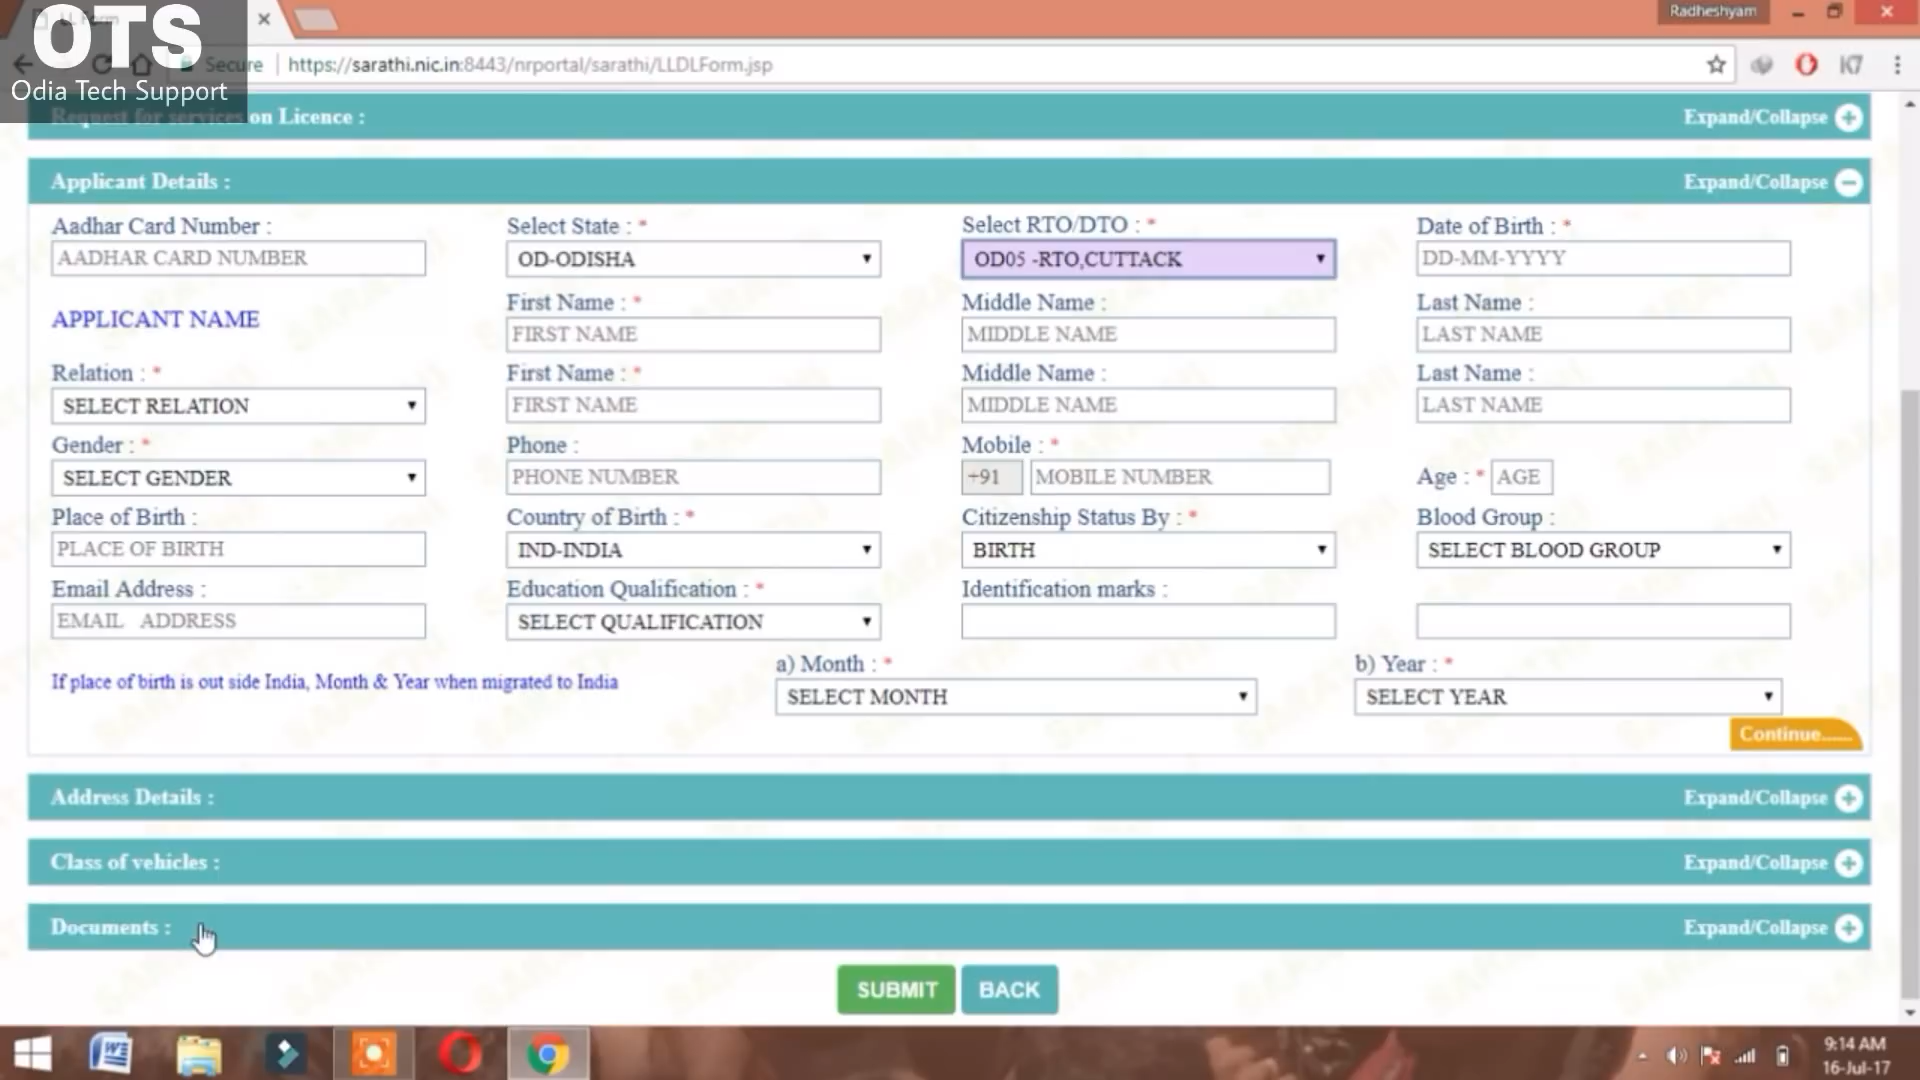 LL Form
Radheshyam
OTS
Odia Tech Support
Secure
https://sarathi.nic.in:8443/nrportal/sarathi/LLDLForm.jsp
K7
Request for services on Licence :
Expand/Collapse
Applicant Details :
Expand/Collapse
Aadhar Card Number :
Select State : *
Select RTO/DTO : *
Date of Birth : *
AADHAR CARD NUMBER
OD-ODISHA
OD05 -RTO,CUTTACK
DD-MM-YYYY
APPLICANT NAME
First Name : *
Middle Name :
Last Name :
FIRST NAME
MIDDLE NAME
LAST NAME
Relation : *
First Name : *
Middle Name :
Last Name :
SELECT RELATION
FIRST NAME
MIDDLE NAME
LAST NAME
Gender : *
Phone :
Mobile : *
SELECT GENDER
PHONE NUMBER
+91
MOBILE NUMBER
Age : *
AGE
Place of Birth :
Country of Birth : *
Citizenship Status By : *
Blood Group :
PLACE OF BIRTH
IND-INDIA
BIRTH
SELECT BLOOD GROUP
Email Address :
Education Qualification : *
Identification marks :
EMAIL ADDRESS
SELECT QUALIFICATION
If place of birth is out side India, Month & Year when migrated to India
a) Month : *
b) Year : *
SELECT MONTH
SELECT YEAR
Continue......
Address Details :
Expand/Collapse
Class of vehicles :
Expand/Collapse
Documents :
Expand/Collapse
SUBMIT
BACK
9:14 AM
16-Jul-17